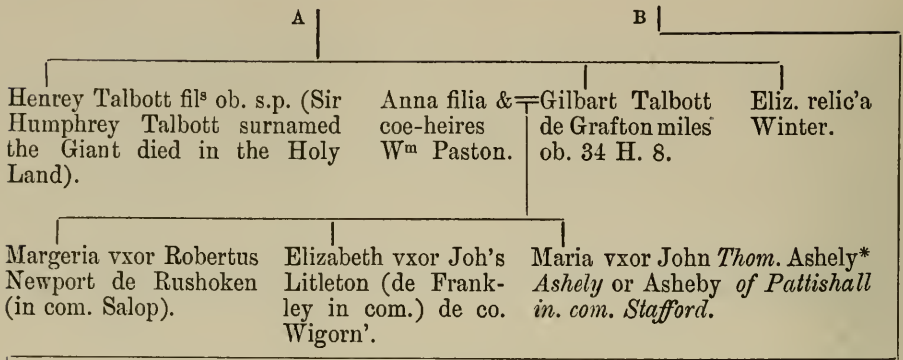 A
B
Henrey Talbott filˢ ob. s.p. (Sir
Humphrey Talbott surnamed
the Giant died in the Holy
Land).
Anna filia &
coe-heires
Wᵐ Paston.
Gilbart Talbott
de Grafton miles
ob. 34 H. 8.
Eliz. relic'a
Winter.
Margeria vxor Robertus
Newport de Rushoken
(in com. Salop).
Elizabeth vxor Joh's
Litleton (de Frank-
ley in com.) de co.
Wigorn'.
Maria vxor John Thom. Ashely*
Ashely or Asheby of Pattishall
in. com. Stafford.